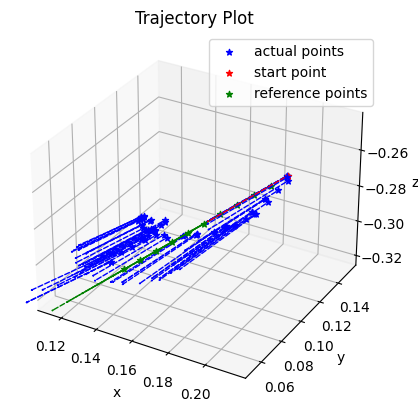 Trajectory Plot
actual points
start point
reference points
−0.26
−0.28
−0.30
−0.32
z
0.14
0.12
0.10
0.08
0.06
y
0.12
0.14
0.16
0.18
0.20
x